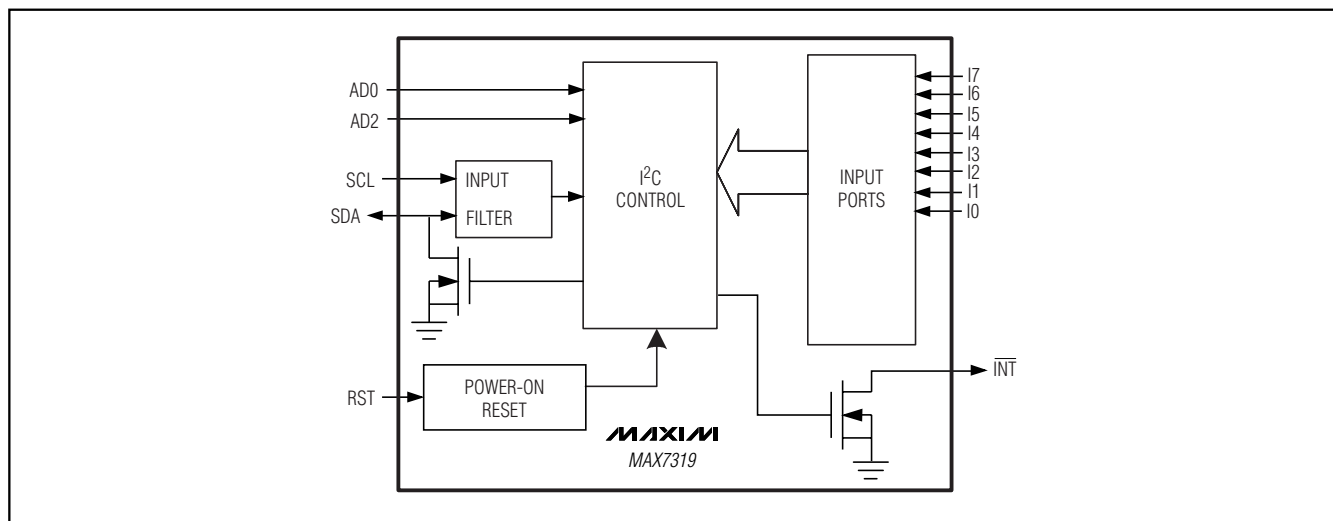 AD0
AD2
SCL
SDA
RST
INPUT
FILTER
I²C
CONTROL
POWER-ON
RESET
INPUT
PORTS
I7
I6
I5
I4
I3
I2
I1
I0
INT
MAXIM
MAX7319